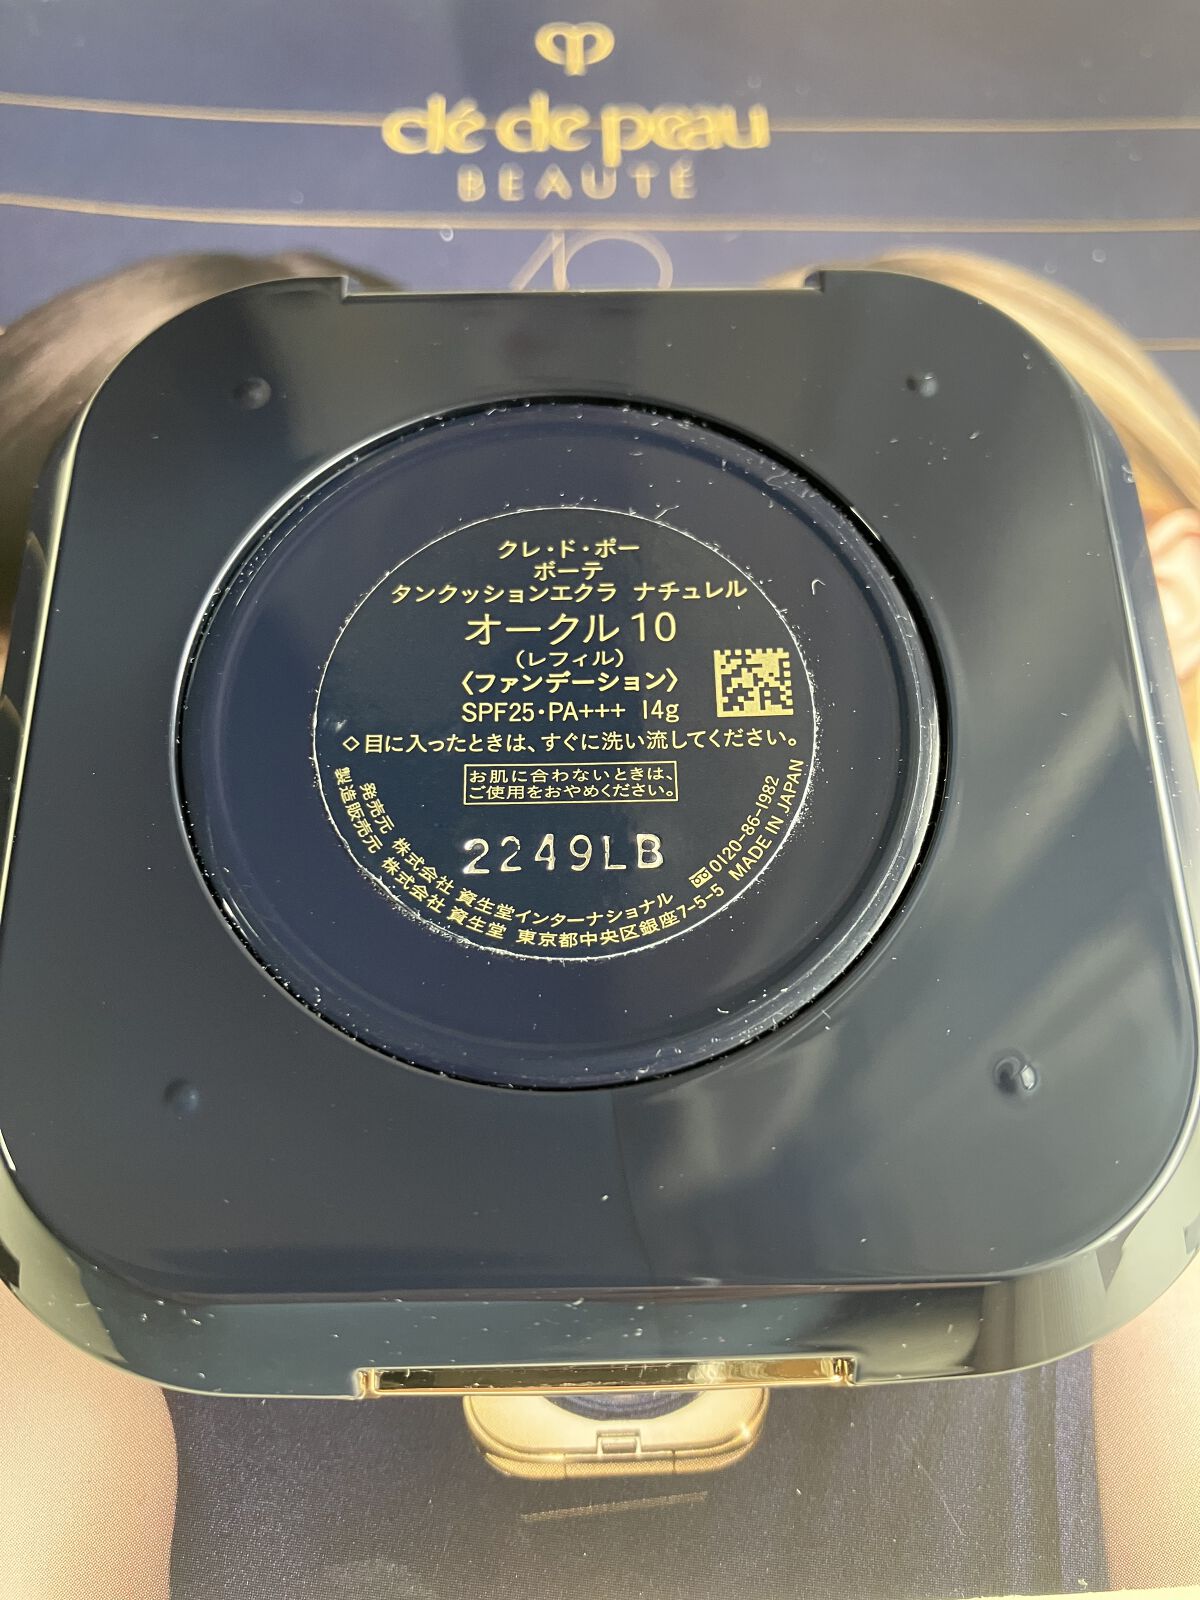 clé de peau
BEAUTÉ
40
クレ・ド・ポー
ボーテ
タンクッションエクラ ナチュレル
オークル 10
(レフィル)
〈ファンデーション〉
SPF25・PA+++ 14g
◇目に入ったときは、すぐに洗い流してください。
お肌に合わないときは、
ご使用をおやめください。
2249LB
発売元 株式会社 資生堂インターナショナル 0120-86-1982
製造販売元 株式会社 資生堂 東京都中央区銀座7-5-5 MADE IN JAPAN